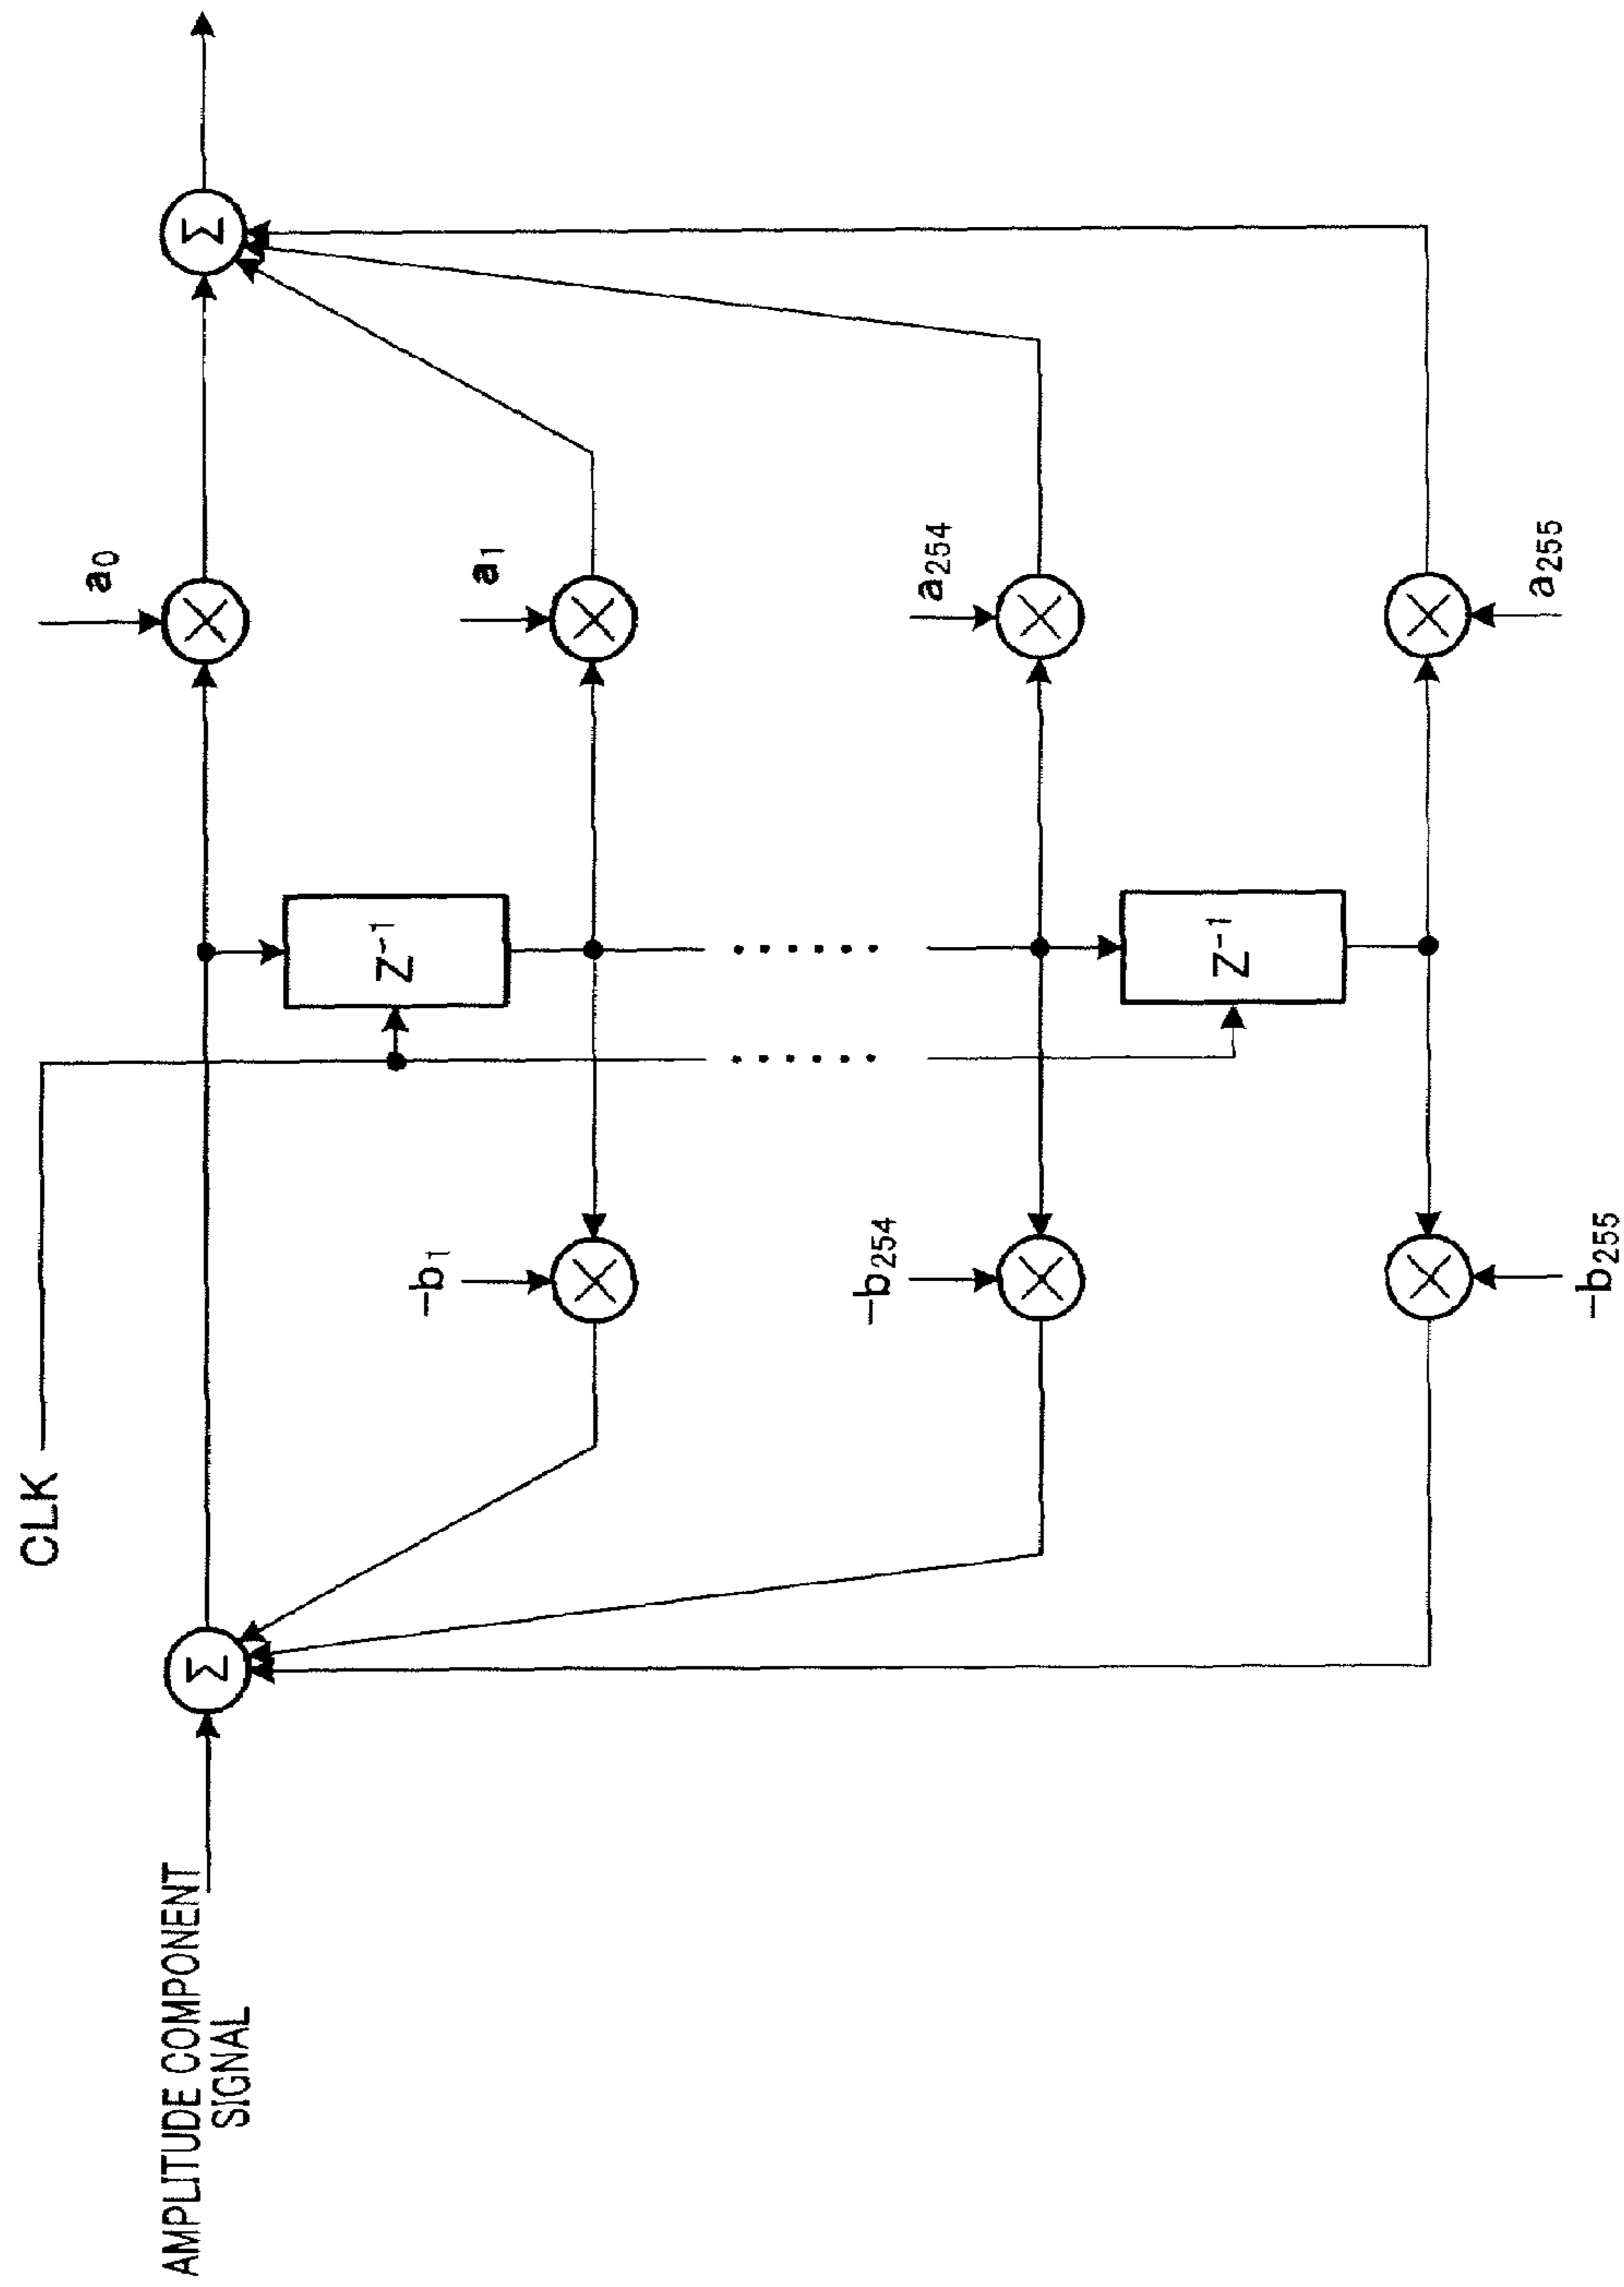 CLK
AMPLITUDE COMPONENT
SIGNAL
Σ
Σ
a0
-b1
Z-1
a1
-b254
a254
Z-1
-b255
a255